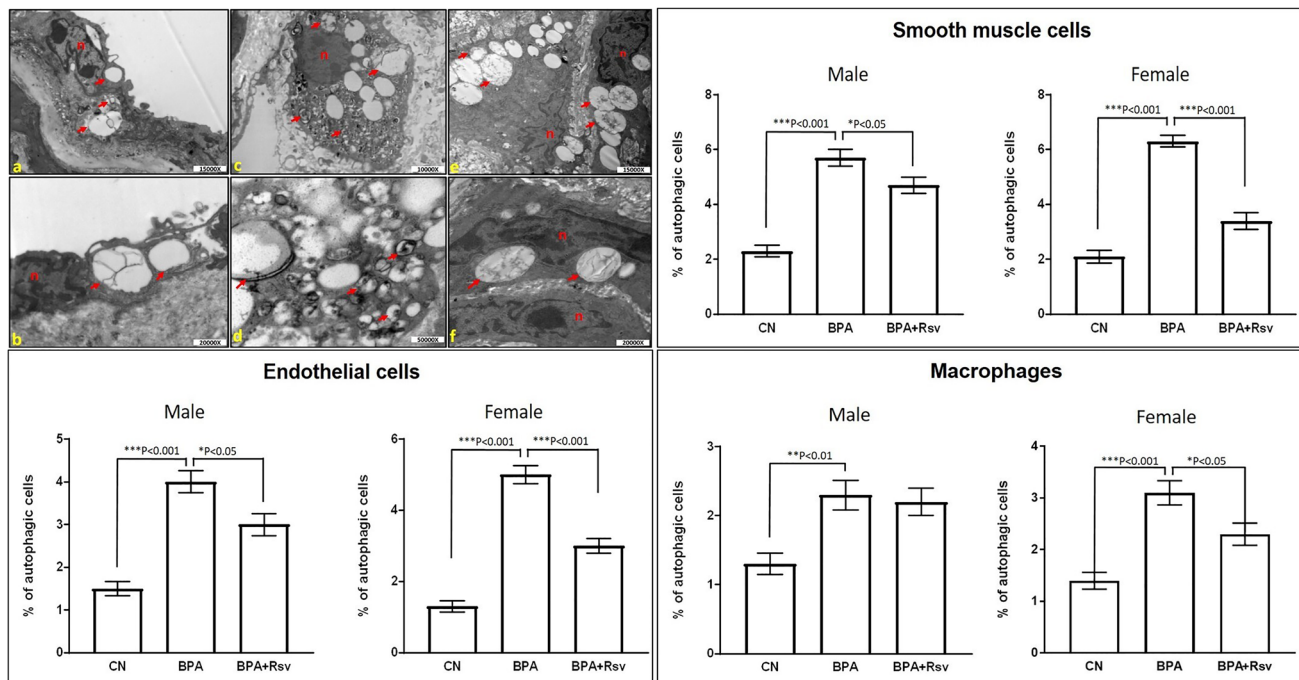 n
a
15000X
n
c
10000X
n
n
e
15000X
n
b
20000X
d
50000X
n
n
f
20000X
Smooth muscle cells
Male
% of autophagic cells
8
6
4
2
0
***P<0.001
*P<0.05
CN
BPA
BPA+Rsv
Female
% of autophagic cells
8
6
4
2
0
***P<0.001
***P<0.001
CN
BPA
BPA+Rsv
Endothelial cells
Male
% of autophagic cells
5
4
3
2
1
0
***P<0.001
*P<0.05
CN
BPA
BPA+Rsv
Female
% of autophagic cells
6
4
2
0
***P<0.001
***P<0.001
CN
BPA
BPA+Rsv
Macrophages
Male
% of autophagic cells
3
2
1
0
**P<0.01
CN
BPA
BPA+Rsv
Female
% of autophagic cells
4
3
2
1
0
***P<0.001
*P<0.05
CN
BPA
BPA+Rsv